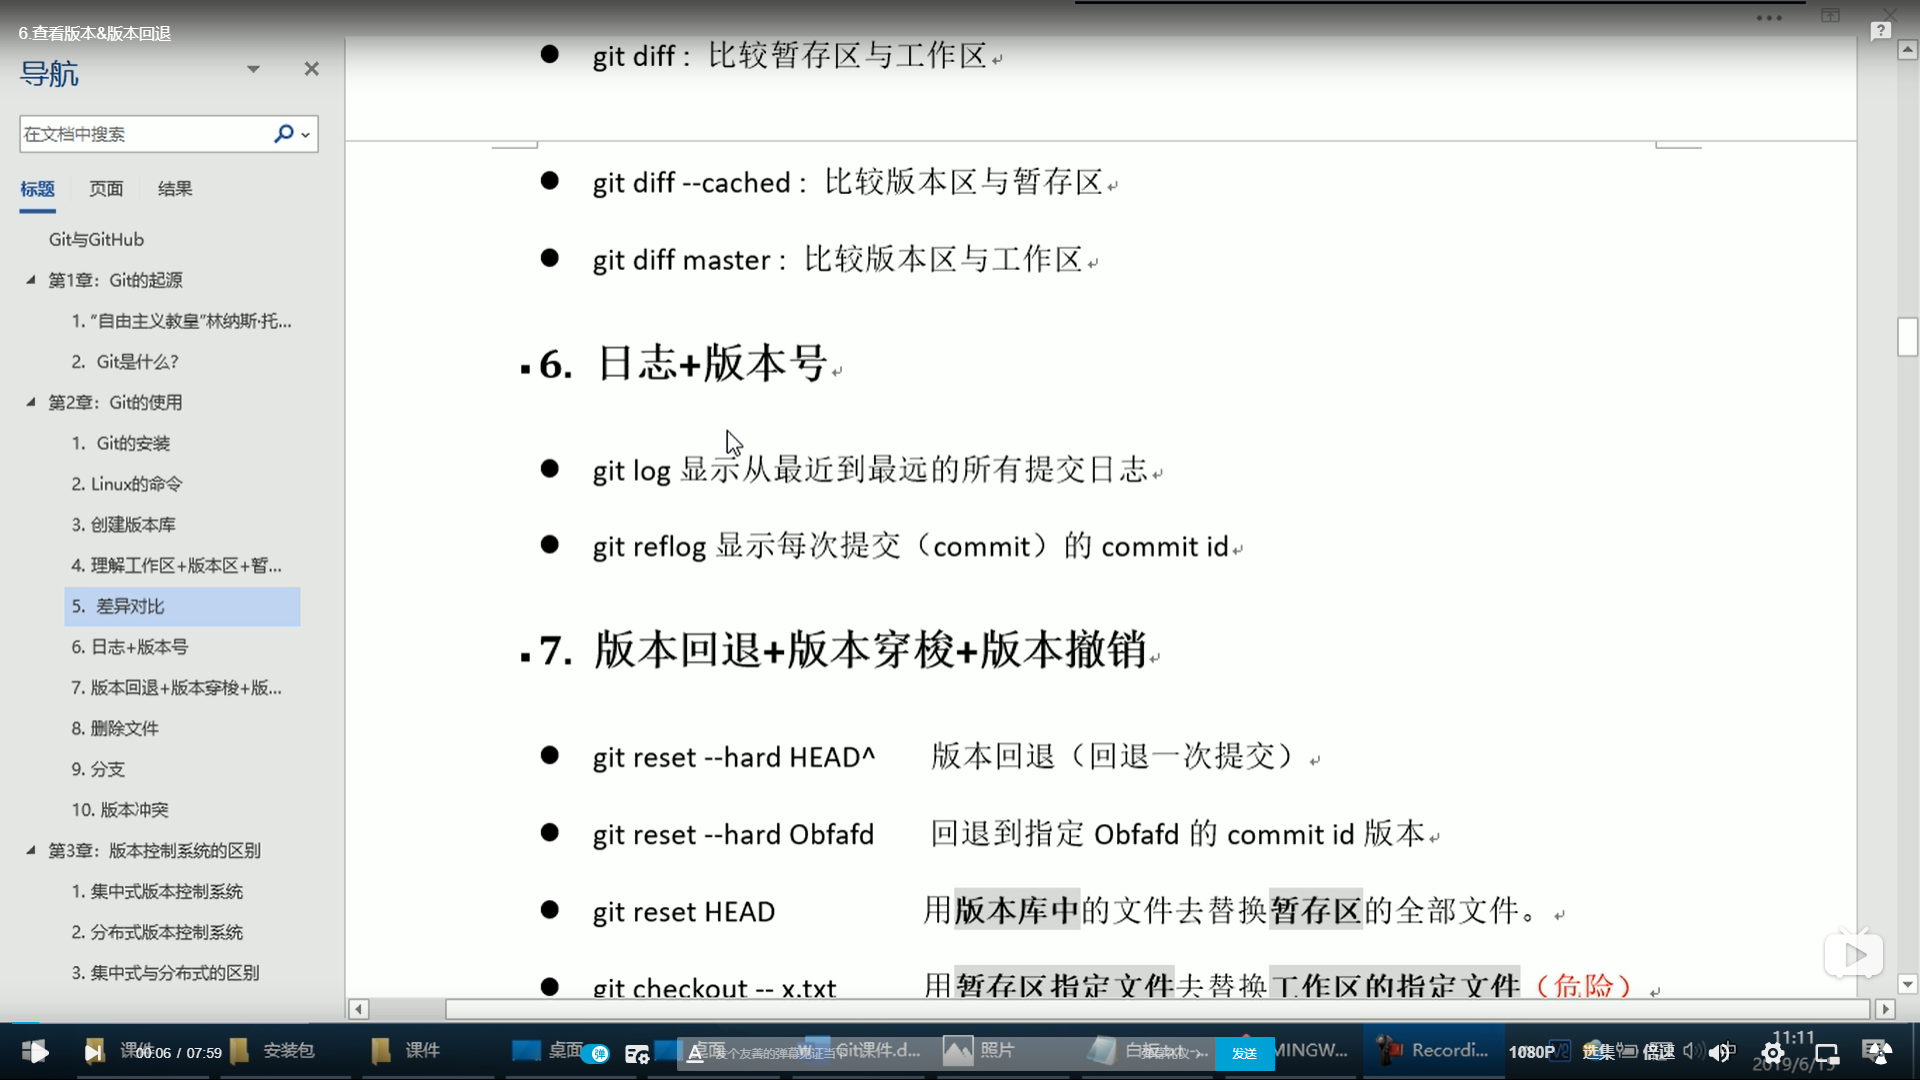 6.查看版本&版本回退
导航
在文档中搜索
标题 页面 结果
Git与GitHub
第1章：Git的起源
1. “自由主义教皇”林纳斯·托...
2. Git是什么?
第2章：Git的使用
1. Git的安装
2. Linux的命令
3. 创建版本库
4. 理解工作区+版本区+暂...
5. 差异对比
6. 日志+版本号
7. 版本回退+版本穿梭+版...
8. 删除文件
9. 分支
10. 版本冲突
第3章：版本控制系统的区别
1. 集中式版本控制系统
2. 分布式版本控制系统
3. 集中式与分布式的区别
git diff：比较暂存区与工作区
git diff --cached：比较版本区与暂存区
git diff master：比较版本区与工作区
6. 日志+版本号
git log 显示从最近到最远的所有提交日志
git reflog 显示每次提交（commit）的 commit id
7. 版本回退+版本穿梭+版本撤销
git reset --hard HEAD^ 版本回退（回退一次提交）
git reset --hard Obfafd 回退到指定 Obfafd 的 commit id 版本
git reset HEAD 用版本库中的文件去替换暂存区的全部文件。
git checkout -- x.txt 用暂存区指定文件去替换工作区的指定文件（危险）
00:06 / 07:59 安装包 课件 桌面 弹 Git课件.d... 照片 发送 MINGW... Recordi... 1080P 选集 倍速 11:11